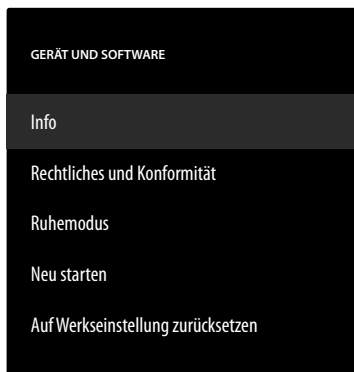 GERÄT UND SOFTWARE
Info
Rechtliches und Konformität
Ruhemodus
Neu starten
Auf Werkseinstellung zurücksetzen